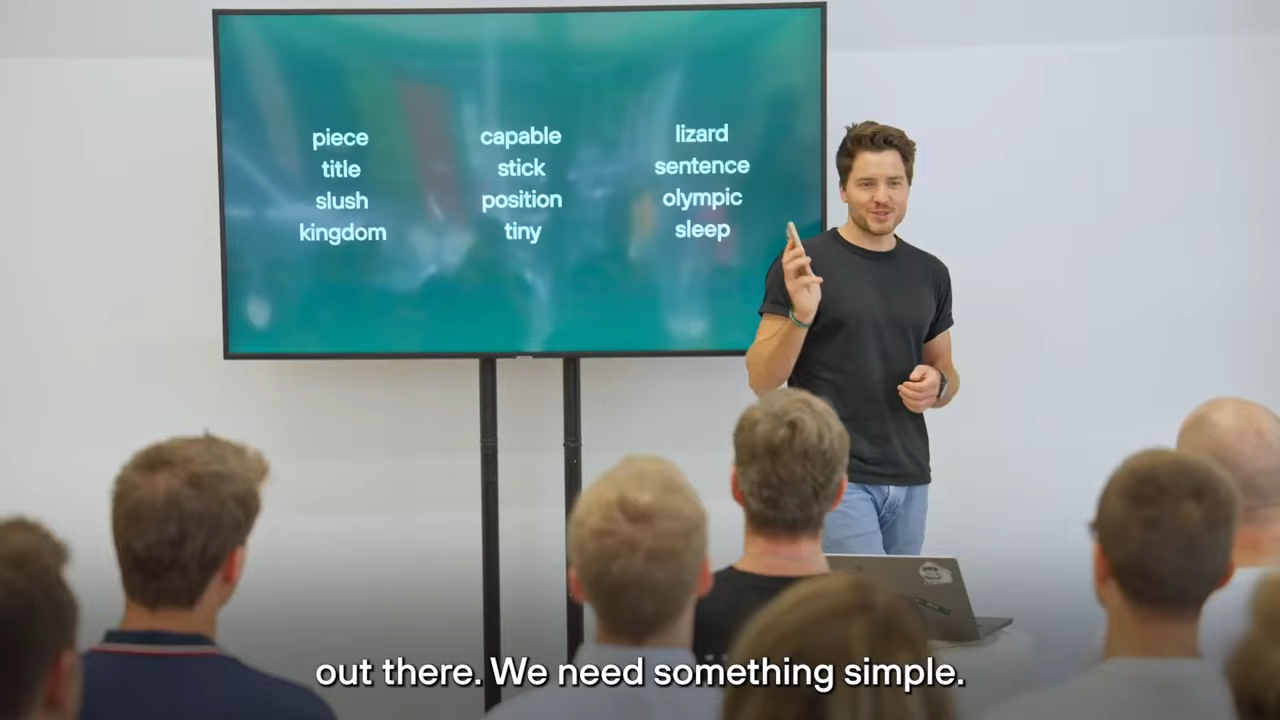 piece
title
slush
kingdom
capable
stick
position
tiny
lizard
sentence
olympic
sleep
out there. We need something simple.